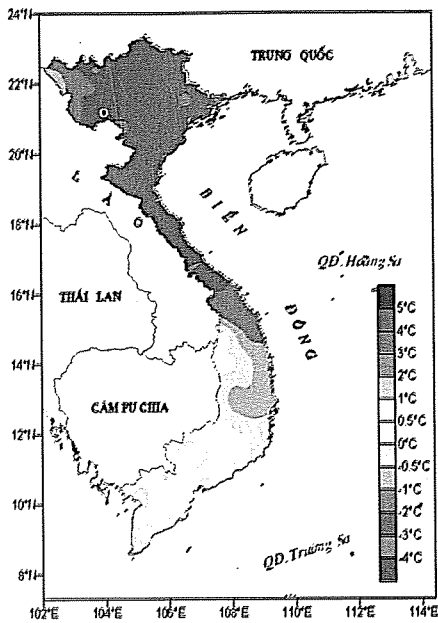 24°N
TRUNG QUỐC
22°N
20°N
LÀO
BIỂN
18°N
QĐ. Hoàng Sa
THÁI LAN
16°N
ĐÔNG
5°C
4°C
14°N
3°C
2°C
CĂM PU CHIA
1°C
0.5°C
12°N
0°C
-0.5°C
10°N
-1°C
-2°C
-3°C
QĐ. Trường Sa
-4°C
8°N
102°E 104°E 106°E 108°E 110°E 112°E 114°E